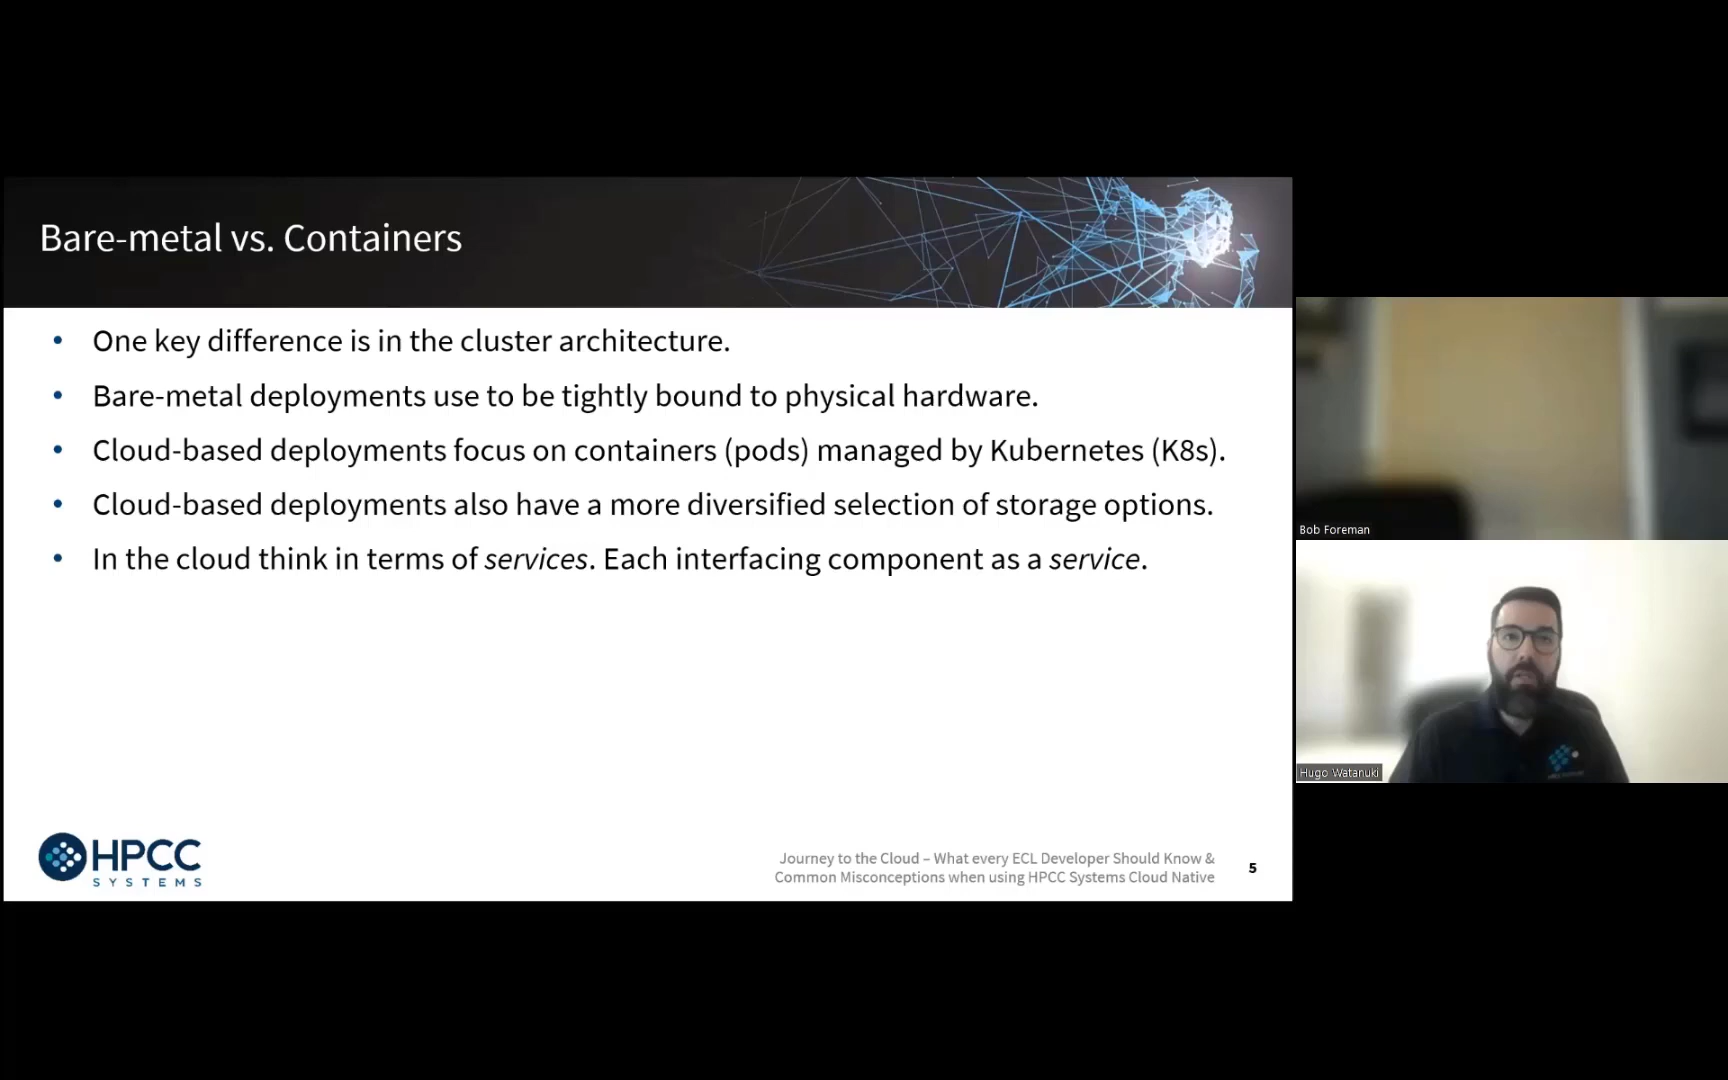 Bare-metal vs. Containers
• One key difference is in the cluster architecture.
• Bare-metal deployments use to be tightly bound to physical hardware.
• Cloud-based deployments focus on containers (pods) managed by Kubernetes (K8s).
• Cloud-based deployments also have a more diversified selection of storage options.
• In the cloud think in terms of services. Each interfacing component as a service.
HPCC
SYSTEMS
Journey to the Cloud – What every ECL Developer Should Know &
Common Misconceptions when using HPCC Systems Cloud Native
5
Bob Foreman
Hugo Watanuki